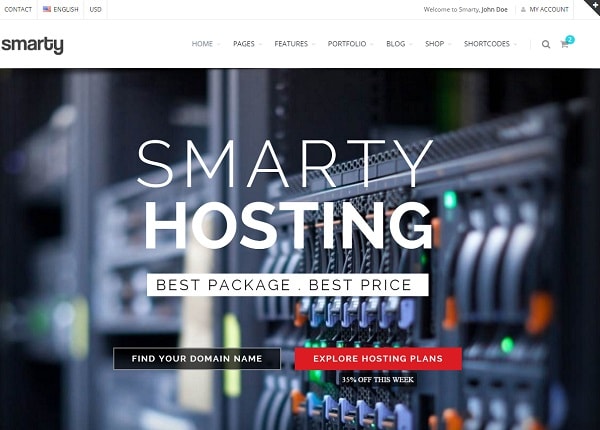 CONTACT ENGLISH USD Welcome to Smarty, John Doe MY ACCOUNT
smarty HOME PAGES FEATURES PORTFOLIO BLOG SHOP SHORTCODES 2
SMARTY
HOSTING
BEST PACKAGE . BEST PRICE
FIND YOUR DOMAIN NAME EXPLORE HOSTING PLANS
35% OFF THIS WEEK